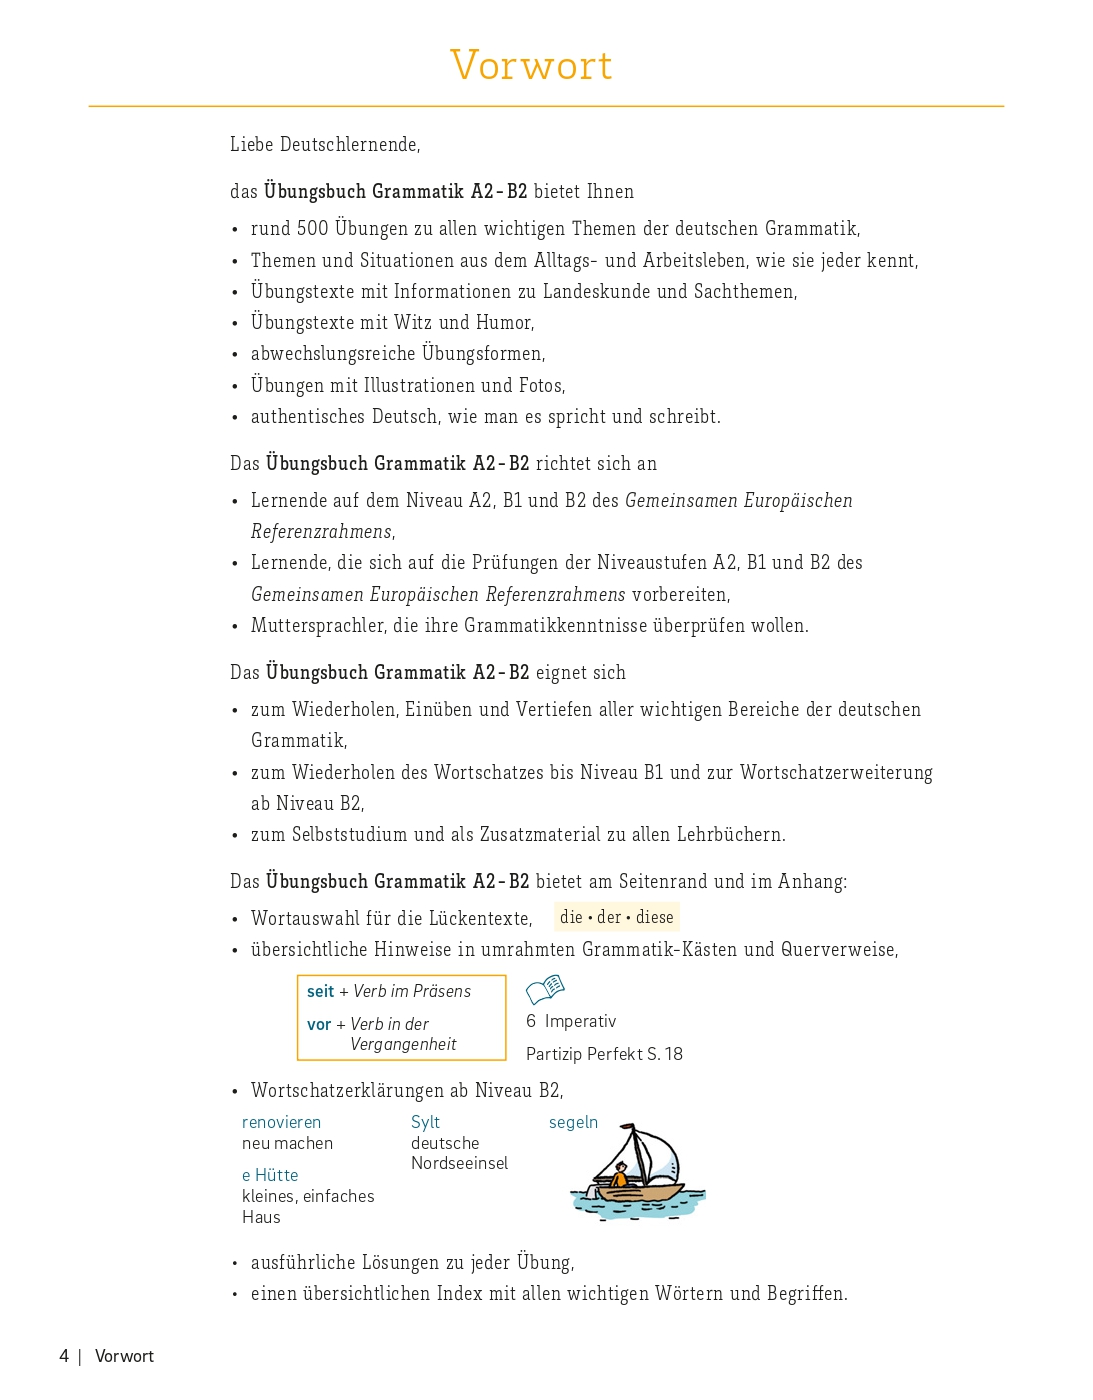 Vorwort
Liebe Deutschlernende,
das Übungsbuch Grammatik A2-B2 bietet Ihnen
• rund 500 Übungen zu allen wichtigen Themen der deutschen Grammatik,
• Themen und Situationen aus dem Alltags- und Arbeitsleben, wie sie jeder kennt,
• Übungstexte mit Informationen zu Landeskunde und Sachthemen,
• Übungstexte mit Witz und Humor,
• abwechslungsreiche Übungsformen,
• Übungen mit Illustrationen und Fotos,
• authentisches Deutsch, wie man es spricht und schreibt.
Das Übungsbuch Grammatik A2-B2 richtet sich an
• Lernende auf dem Niveau A2, B1 und B2 des Gemeinsamen Europäischen
Referenzrahmens,
• Lernende, die sich auf die Prüfungen der Niveaustufen A2, B1 und B2 des
Gemeinsamen Europäischen Referenzrahmens vorbereiten,
• Muttersprachler, die ihre Grammatikkenntnisse überprüfen wollen.
Das Übungsbuch Grammatik A2-B2 eignet sich
• zum Wiederholen, Einüben und Vertiefen aller wichtigen Bereiche der deutschen
Grammatik,
• zum Wiederholen des Wortschatzes bis Niveau B1 und zur Wortschatzerweiterung
ab Niveau B2,
• zum Selbststudium und als Zusatzmaterial zu allen Lehrbüchern.
Das Übungsbuch Grammatik A2-B2 bietet am Seitenrand und im Anhang:
• Wortauswahl für die Lückentexte, die • der • diese
• übersichtliche Hinweise in umrahmten Grammatik-Kästen und Querverweise,
seit + Verb im Präsens
vor + Verb in der
Vergangenheit
6 Imperativ
Partizip Perfekt S. 18
• Wortschatzerklärungen ab Niveau B2,
renovieren
neu machen
e Hütte
kleines, einfaches
Haus
Sylt
deutsche
Nordseeinsel
segeln
• ausführliche Lösungen zu jeder Übung,
• einen übersichtlichen Index mit allen wichtigen Wörtern und Begriffen.
4 | Vorwort